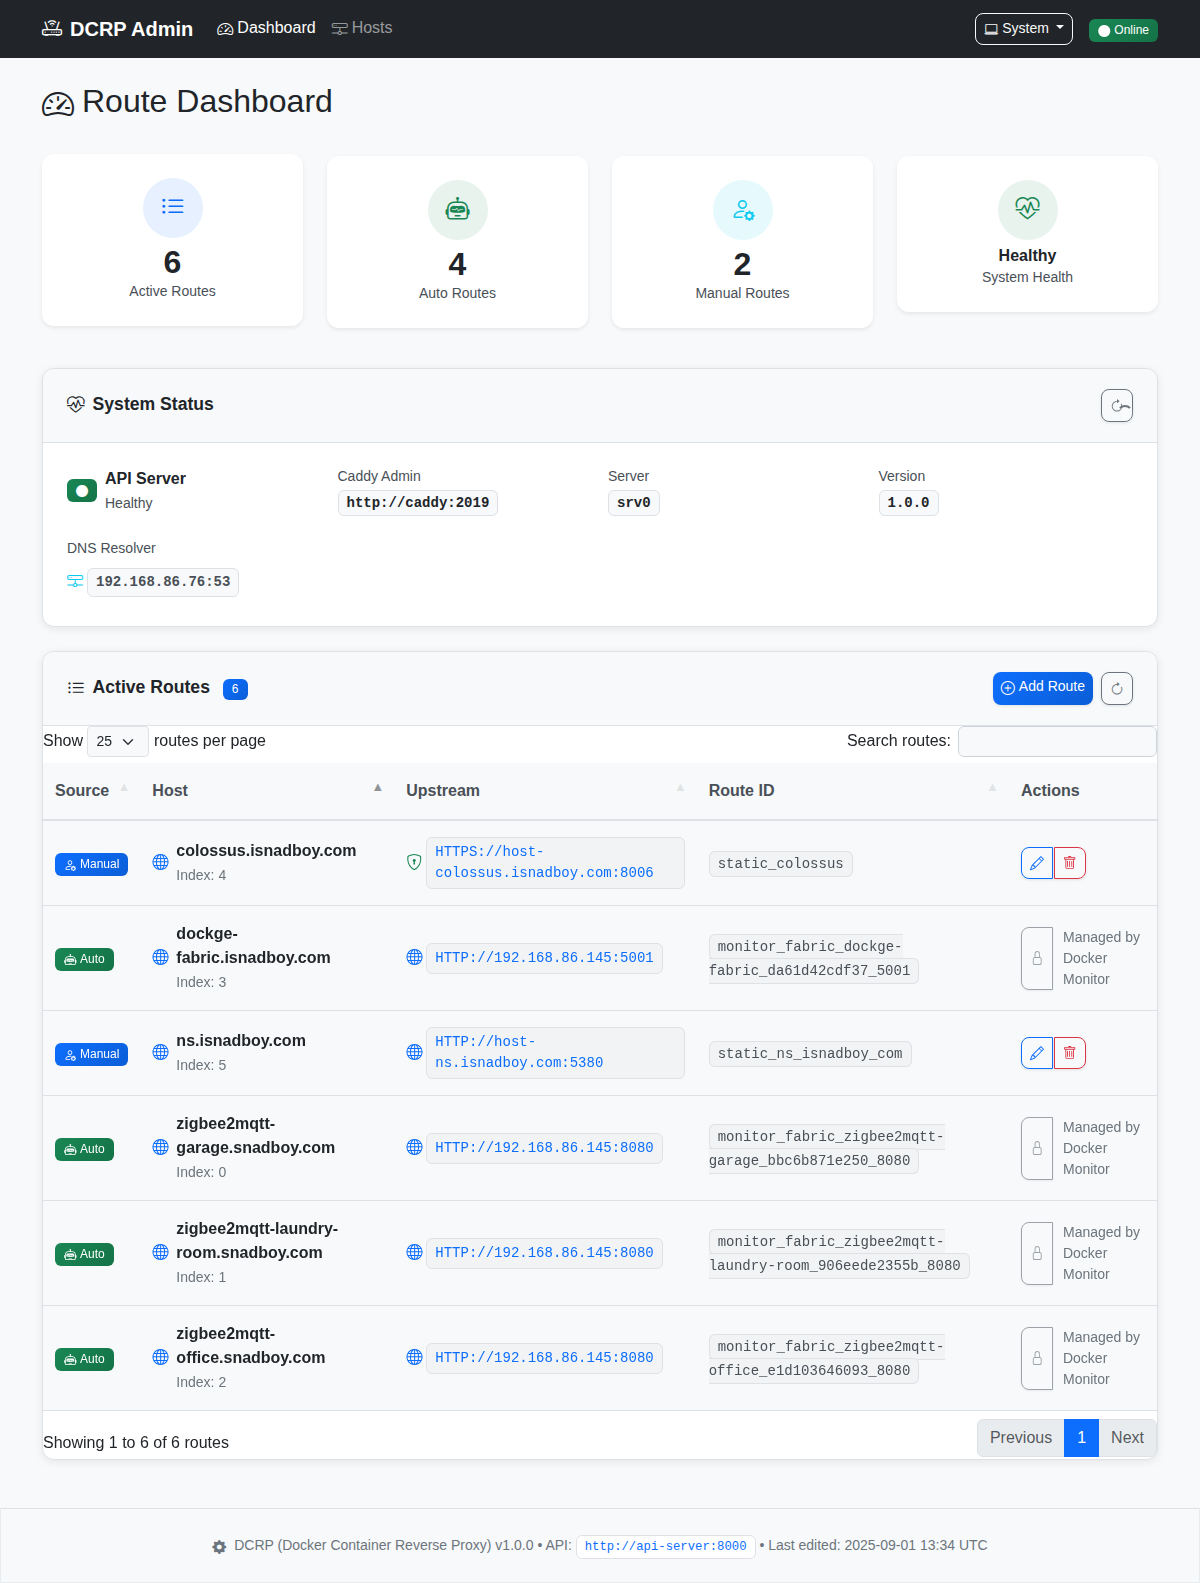 DCRP Admin Dashboard Hosts System Online
Route Dashboard
6
Active Routes
4
Auto Routes
2
Manual Routes
Healthy
System Health
System Status
API Server
Healthy
Caddy Admin
http://caddy:2019
Server
srv0
Version
1.0.0
DNS Resolver
192.168.86.76:53
Active Routes 6 Add Route
Show 25 routes per page Search routes:
Source Host Upstream Route ID Actions
Manual
colossus.isnadboy.com
Index: 4
HTTPS://host-
colossus.isnadboy.com:8006
static_colossus
Auto
dockge-
fabric.isnadboy.com
Index: 3
HTTP://192.168.86.145:5001
monitor_fabric_dockge-
fabric_da61d42cdf37_5001
Managed by
Docker
Monitor
Manual
ns.isnadboy.com
Index: 5
HTTP://host-
ns.isnadboy.com:5380
static_ns_isnadboy_com
Auto
zigbee2mqtt-
garage.snadboy.com
Index: 0
HTTP://192.168.86.145:8080
monitor_fabric_zigbee2mqtt-
garage_bbc6b871e250_8080
Managed by
Docker
Monitor
Auto
zigbee2mqtt-laundry-
room.snadboy.com
Index: 1
HTTP://192.168.86.145:8080
monitor_fabric_zigbee2mqtt-
laundry-room_906eede2355b_8080
Managed by
Docker
Monitor
Auto
zigbee2mqtt-
office.snadboy.com
Index: 2
HTTP://192.168.86.145:8080
monitor_fabric_zigbee2mqtt-
office_e1d103646093_8080
Managed by
Docker
Monitor
Showing 1 to 6 of 6 routes Previous 1 Next
DCRP (Docker Container Reverse Proxy) v1.0.0 • API: http://api-server:8000 • Last edited: 2025-09-01 13:34 UTC